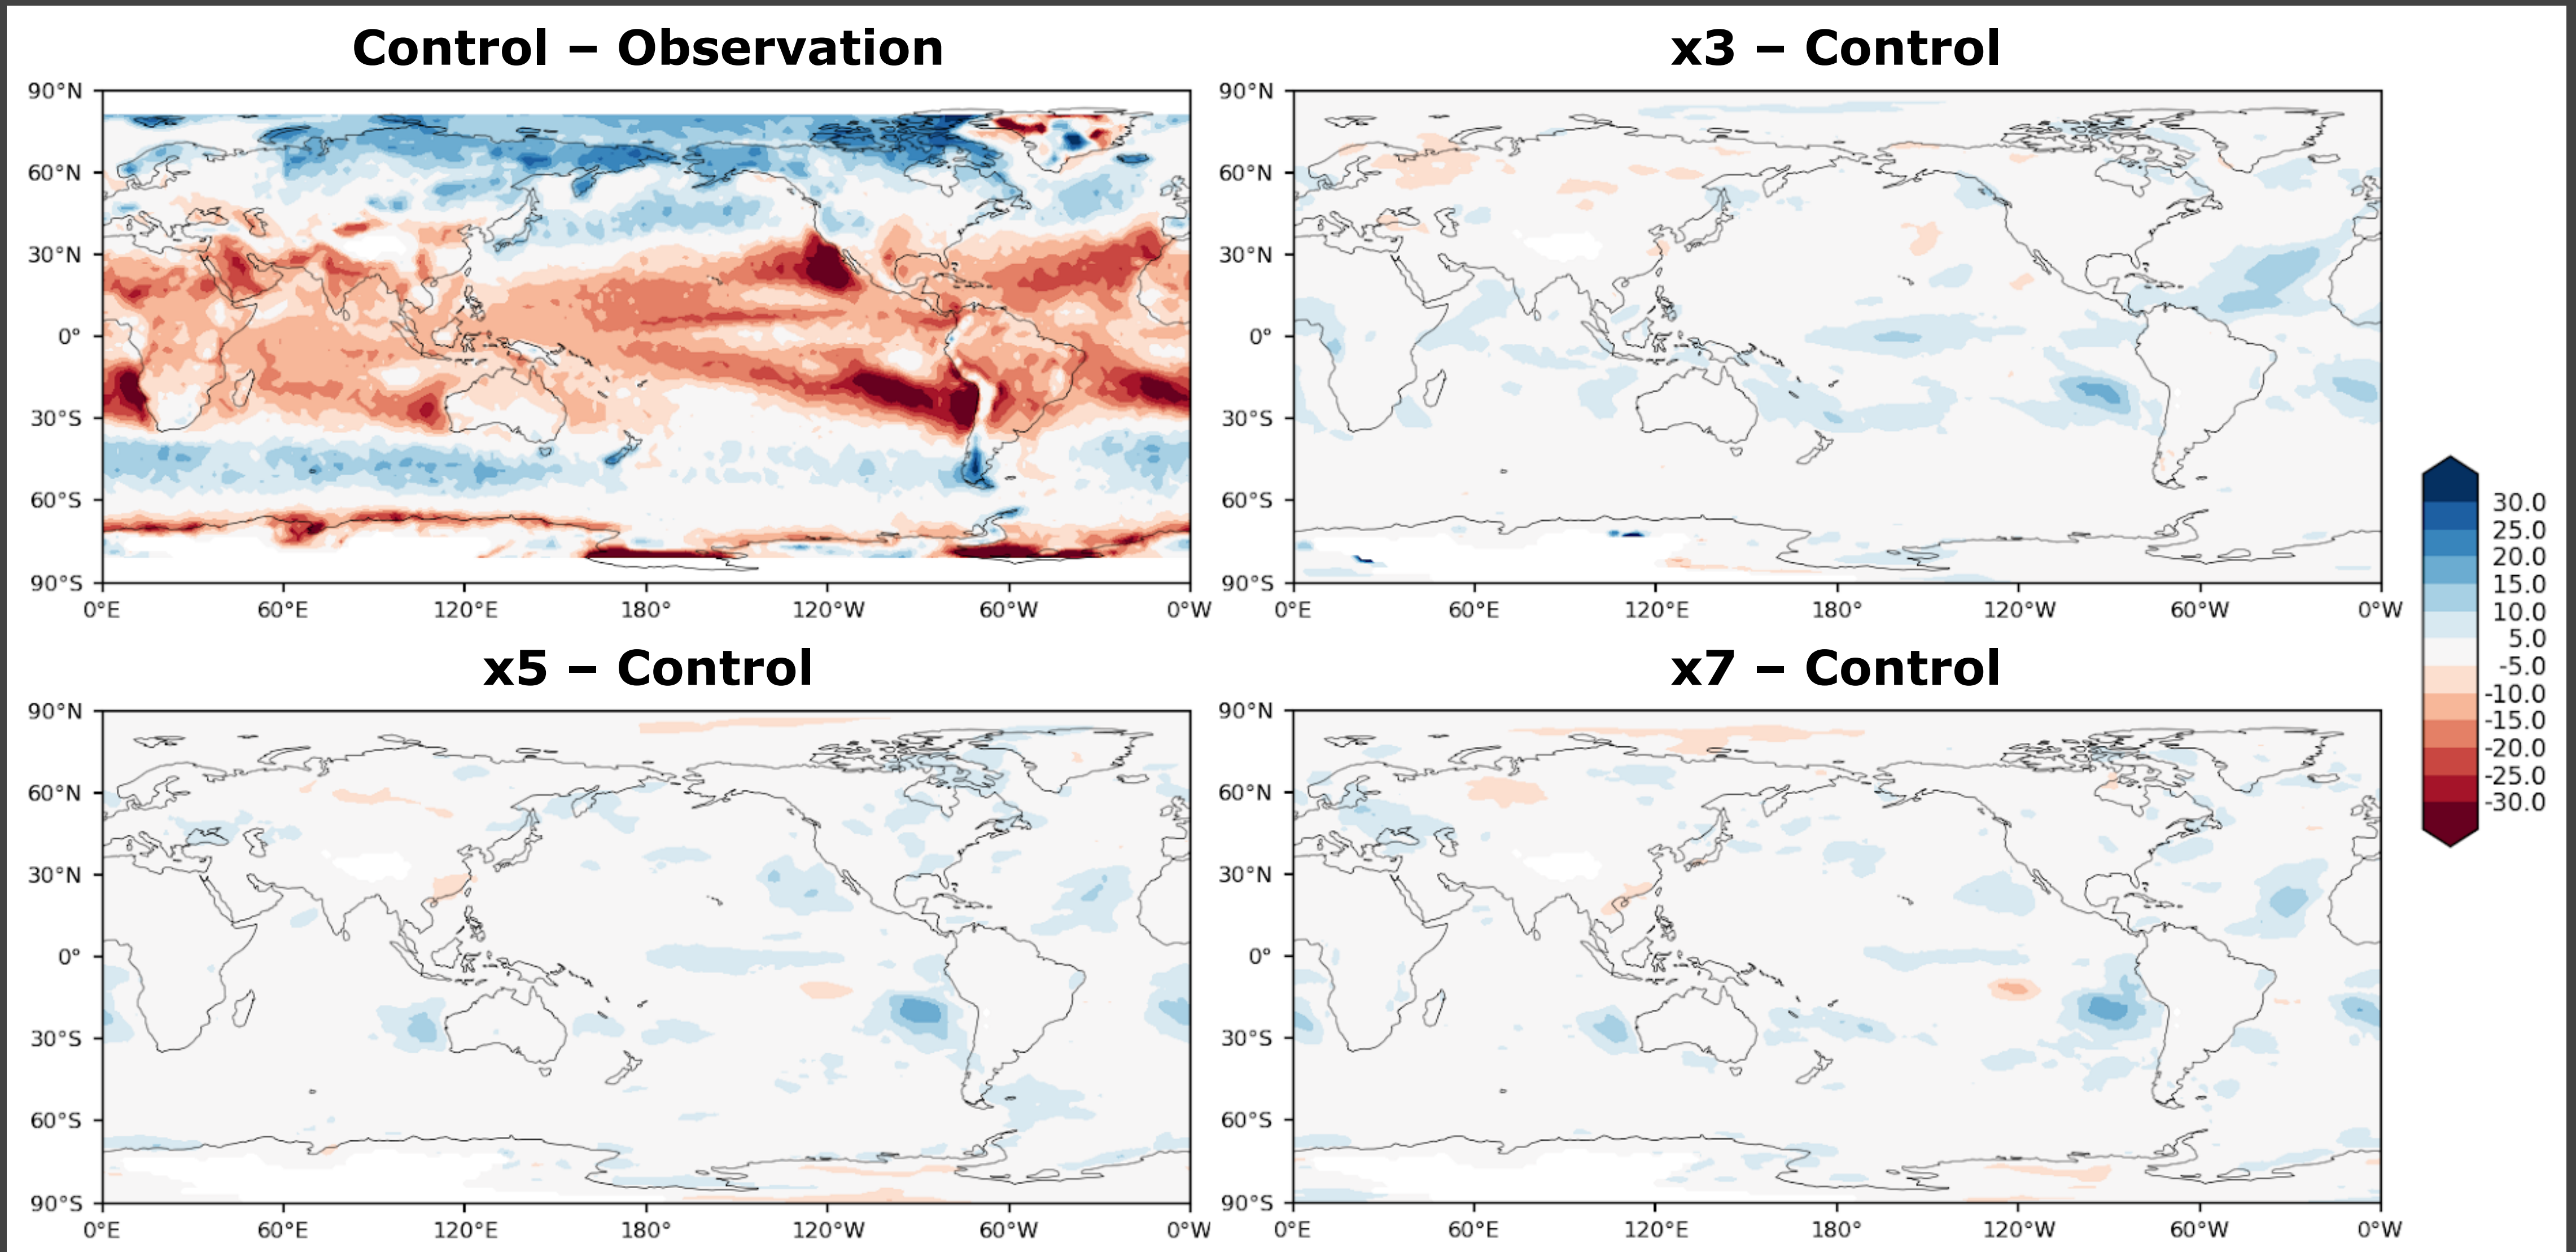 Control – Observation
90°N
60°N
30°N
0°
30°S
60°S
90°S
0°E 60°E 120°E 180° 120°W 60°W 0°W
x3 – Control
90°N
60°N
30°N
0°
30°S
60°S
90°S
0°E 60°E 120°E 180° 120°W 60°W 0°W
x5 – Control
90°N
60°N
30°N
0°
30°S
60°S
90°S
0°E 60°E 120°E 180° 120°W 60°W 0°W
x7 – Control
90°N
60°N
30°N
0°
30°S
60°S
90°S
0°E 60°E 120°E 180° 120°W 60°W 0°W
30.0
25.0
20.0
15.0
10.0
5.0
-5.0
-10.0
-15.0
-20.0
-25.0
-30.0